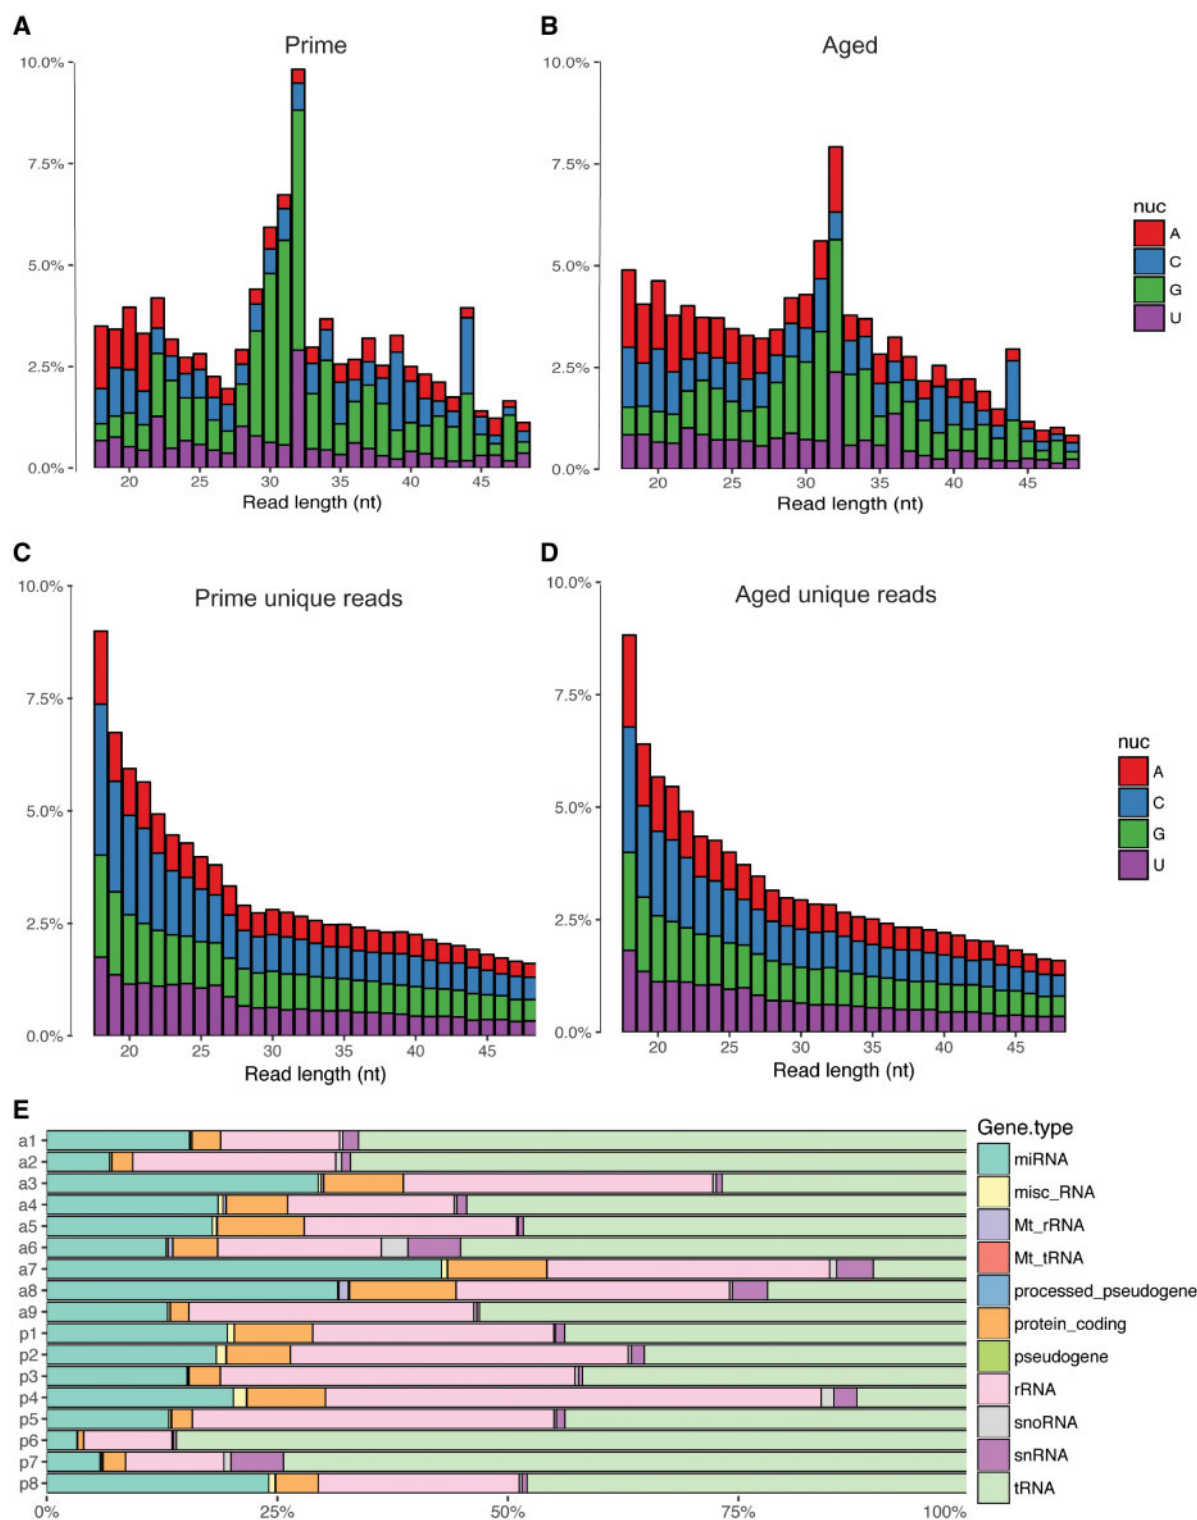 A
Prime
10.0%
7.5%
5.0%
2.5%
0.0%
20 25 30 35 40 45
Read length (nt)
B
Aged
10.0%
7.5%
5.0%
2.5%
0.0%
20 25 30 35 40 45
Read length (nt)
nuc
A
C
G
U
C
Prime unique reads
10.0%
7.5%
5.0%
2.5%
0.0%
20 25 30 35 40 45
Read length (nt)
D
Aged unique reads
10.0%
7.5%
5.0%
2.5%
0.0%
20 25 30 35 40 45
Read length (nt)
nuc
A
C
G
U
E
a1
a2
a3
a4
a5
a6
a7
a8
a9
p1
p2
p3
p4
p5
p6
p7
p8
0% 25% 50% 75% 100%
Gene.type
miRNA
misc_RNA
Mt_rRNA
Mt_tRNA
processed_pseudogene
protein_coding
pseudogene
rRNA
snoRNA
snRNA
tRNA